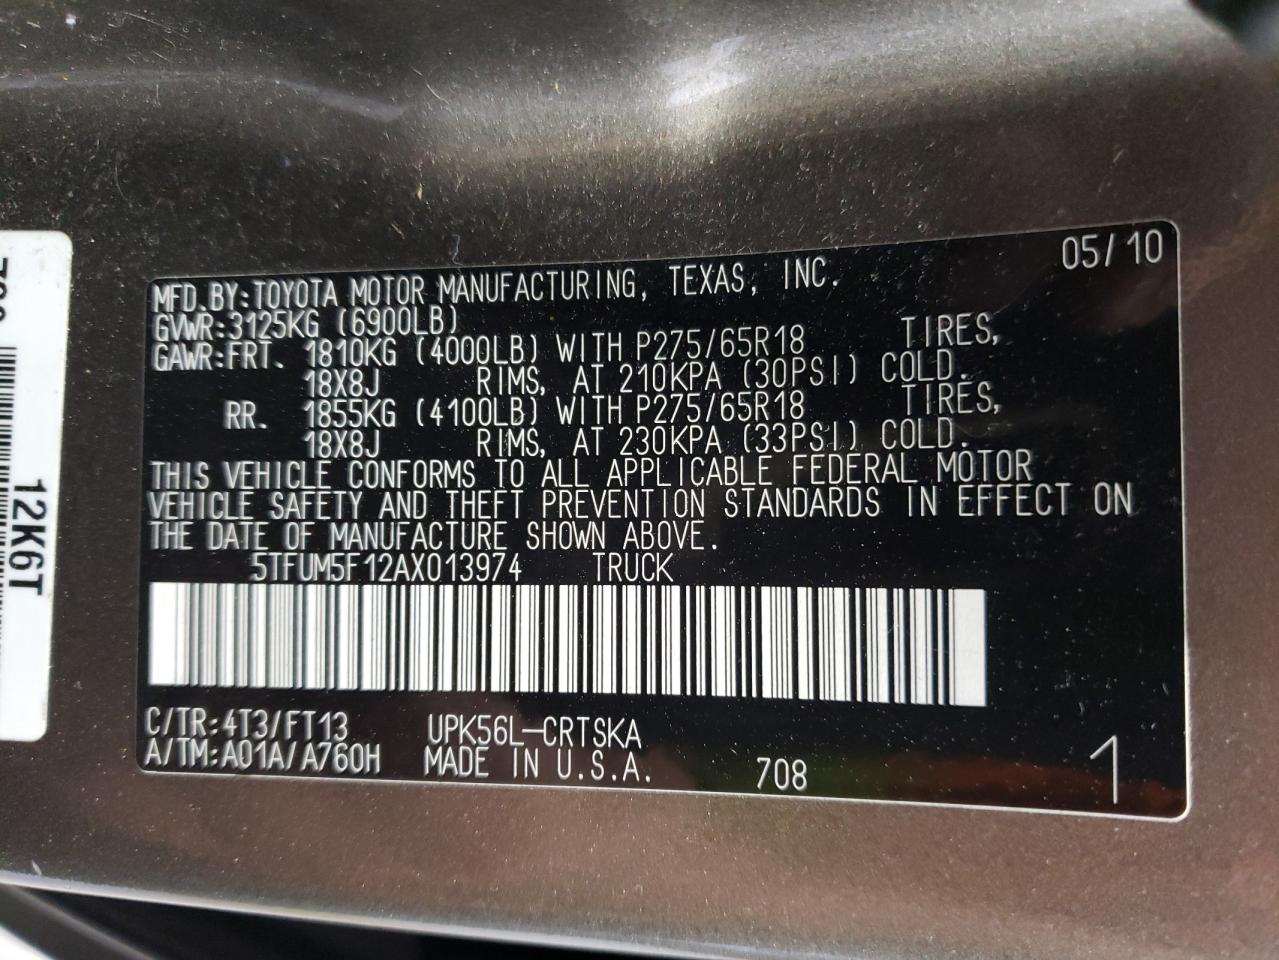 05/10
MFD.BY:TOYOTA MOTOR MANUFACTURING, TEXAS, INC.
GVWR:3125KG (6900LB)
GAWR:FRT. 1810KG (4000LB) WITH P275/65R18 TIRES,
18X8J RIMS, AT 210KPA (30PSI) COLD.
RR. 1855KG (4100LB) WITH P275/65R18 TIRES,
18X8J RIMS, AT 230KPA (33PSI) COLD.
THIS VEHICLE CONFORMS TO ALL APPLICABLE FEDERAL MOTOR
VEHICLE SAFETY AND THEFT PREVENTION STANDARDS IN EFFECT ON
THE DATE OF MANUFACTURE SHOWN ABOVE.
5TFUM5F12AX013974 TRUCK
C/TR:4T3/FT13 UPK56L-CRTSKA
A/TM:A01A/A760H MADE IN U.S.A. 708 1
12K6T